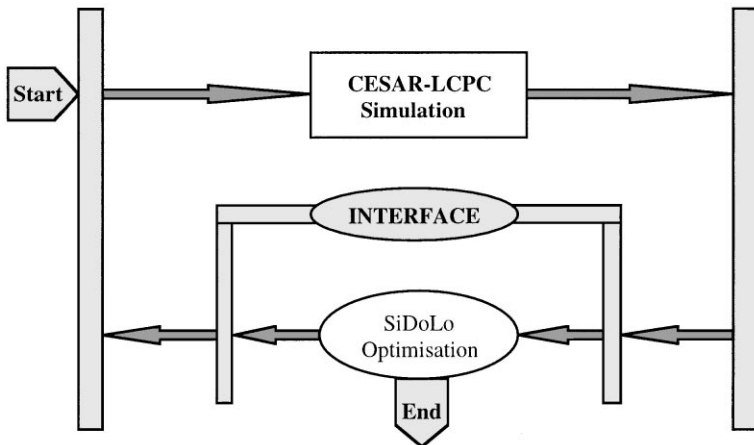 Start
CESAR-LCPC
Simulation
INTERFACE
SiDoLo
Optimisation
End